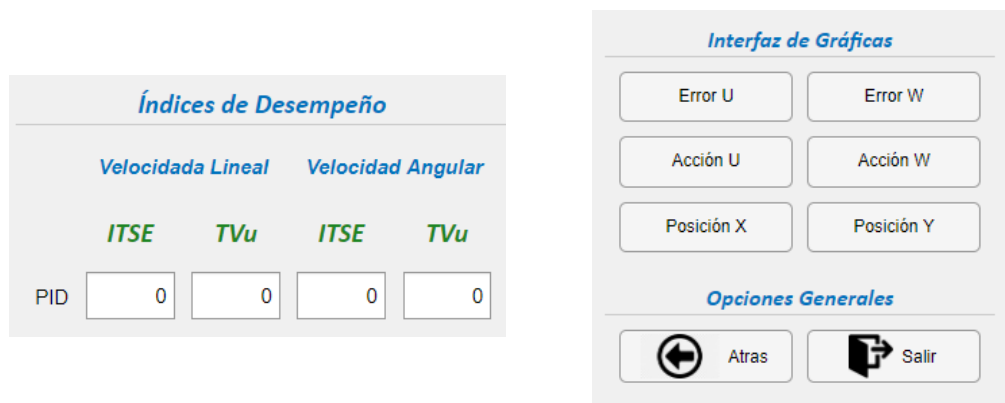 Índices de Desempeño
Velocidada Lineal Velocidad Angular
ITSE TVu ITSE TVu
PID 0 0 0 0
Interfaz de Gráficas
Error U Error W
Acción U Acción W
Posición X Posición Y
Opciones Generales
Atras Salir